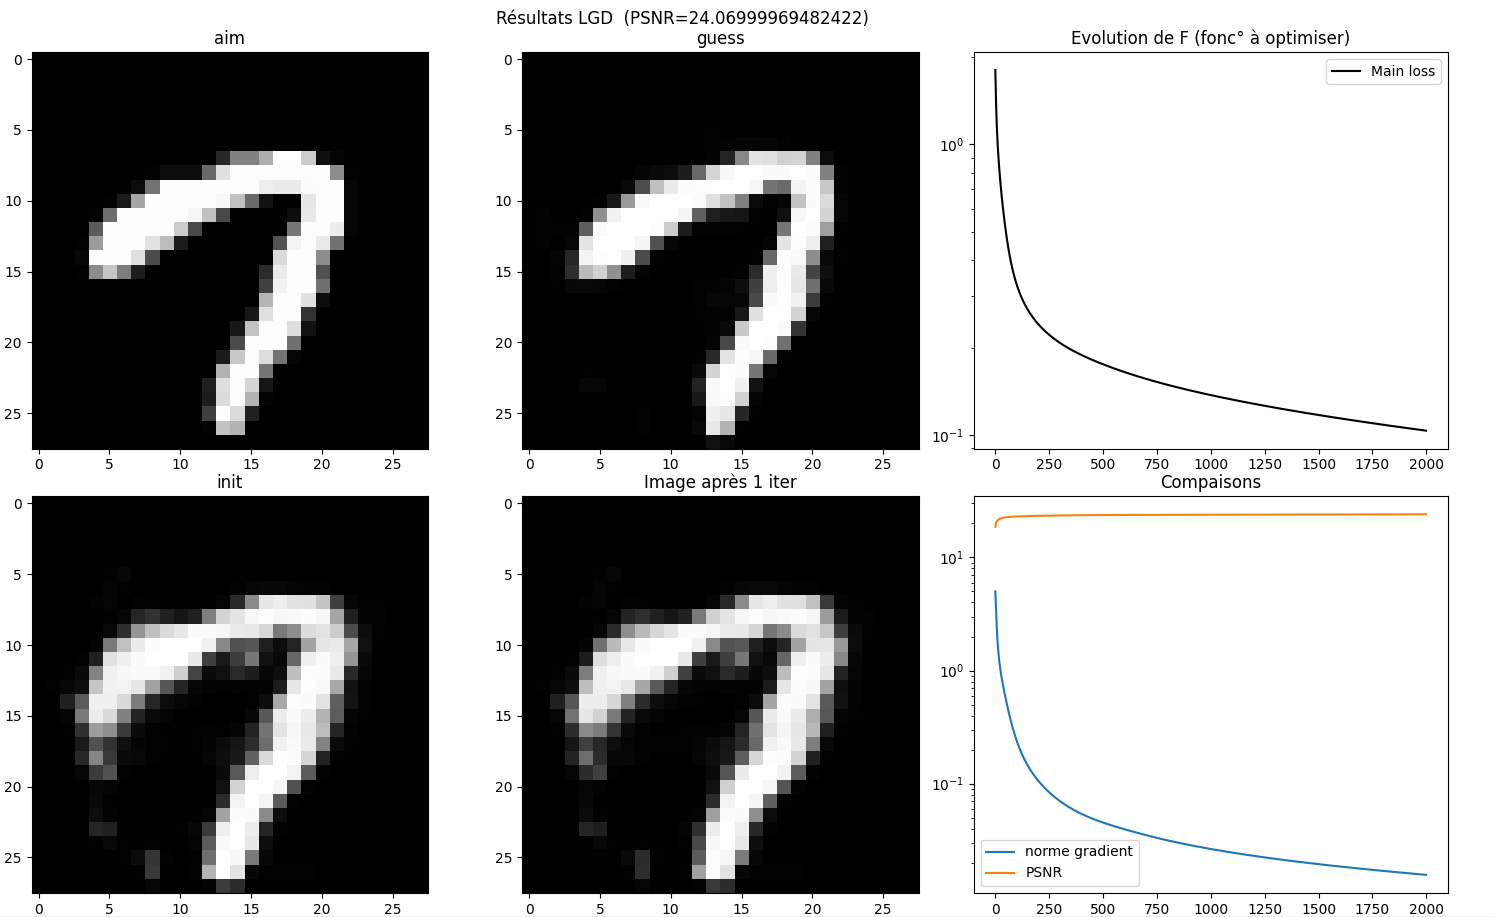 Résultats LGD (PSNR=24.06999969482422)
aim
0
5
10
15
20
25
0 5 10 15 20 25
guess
0
5
10
15
20
25
0 5 10 15 20 25
Evolution de F (fonc° à optimiser)
Main loss
10⁰
10⁻¹
0 250 500 750 1000 1250 1500 1750 2000
init
0
5
10
15
20
25
0 5 10 15 20 25
Image après 1 iter
0
5
10
15
20
25
0 5 10 15 20 25
Compaisons
10¹
10⁰
10⁻¹
norme gradient
PSNR
0 250 500 750 1000 1250 1500 1750 2000